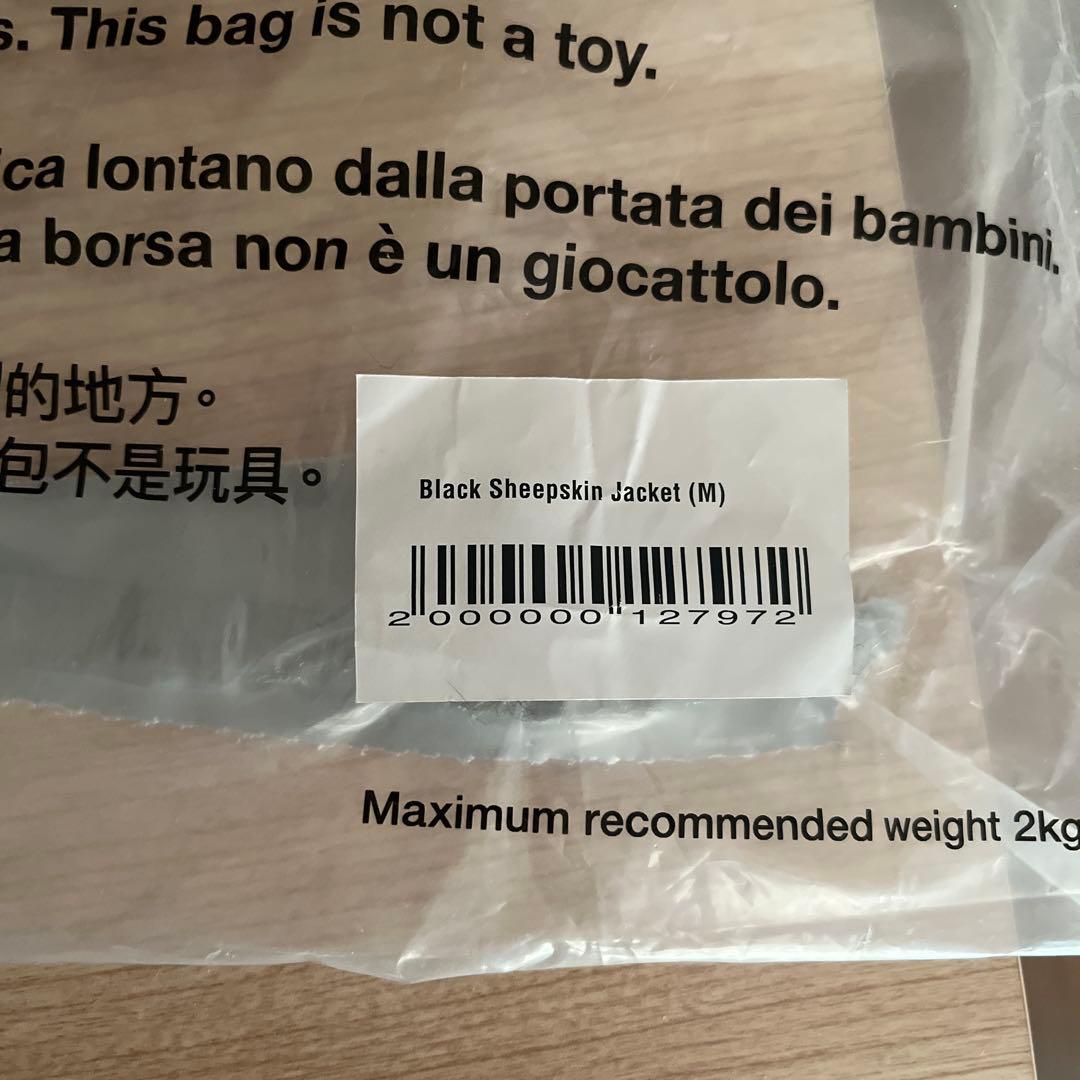 s. This bag is not a toy.
ica lontano dalla portata dei bambini.
a borsa non è un giocattolo.
的地方。
包不是玩具。
Black Sheepskin Jacket (M)
2 000000 127972
Maximum recommended weight 2kg